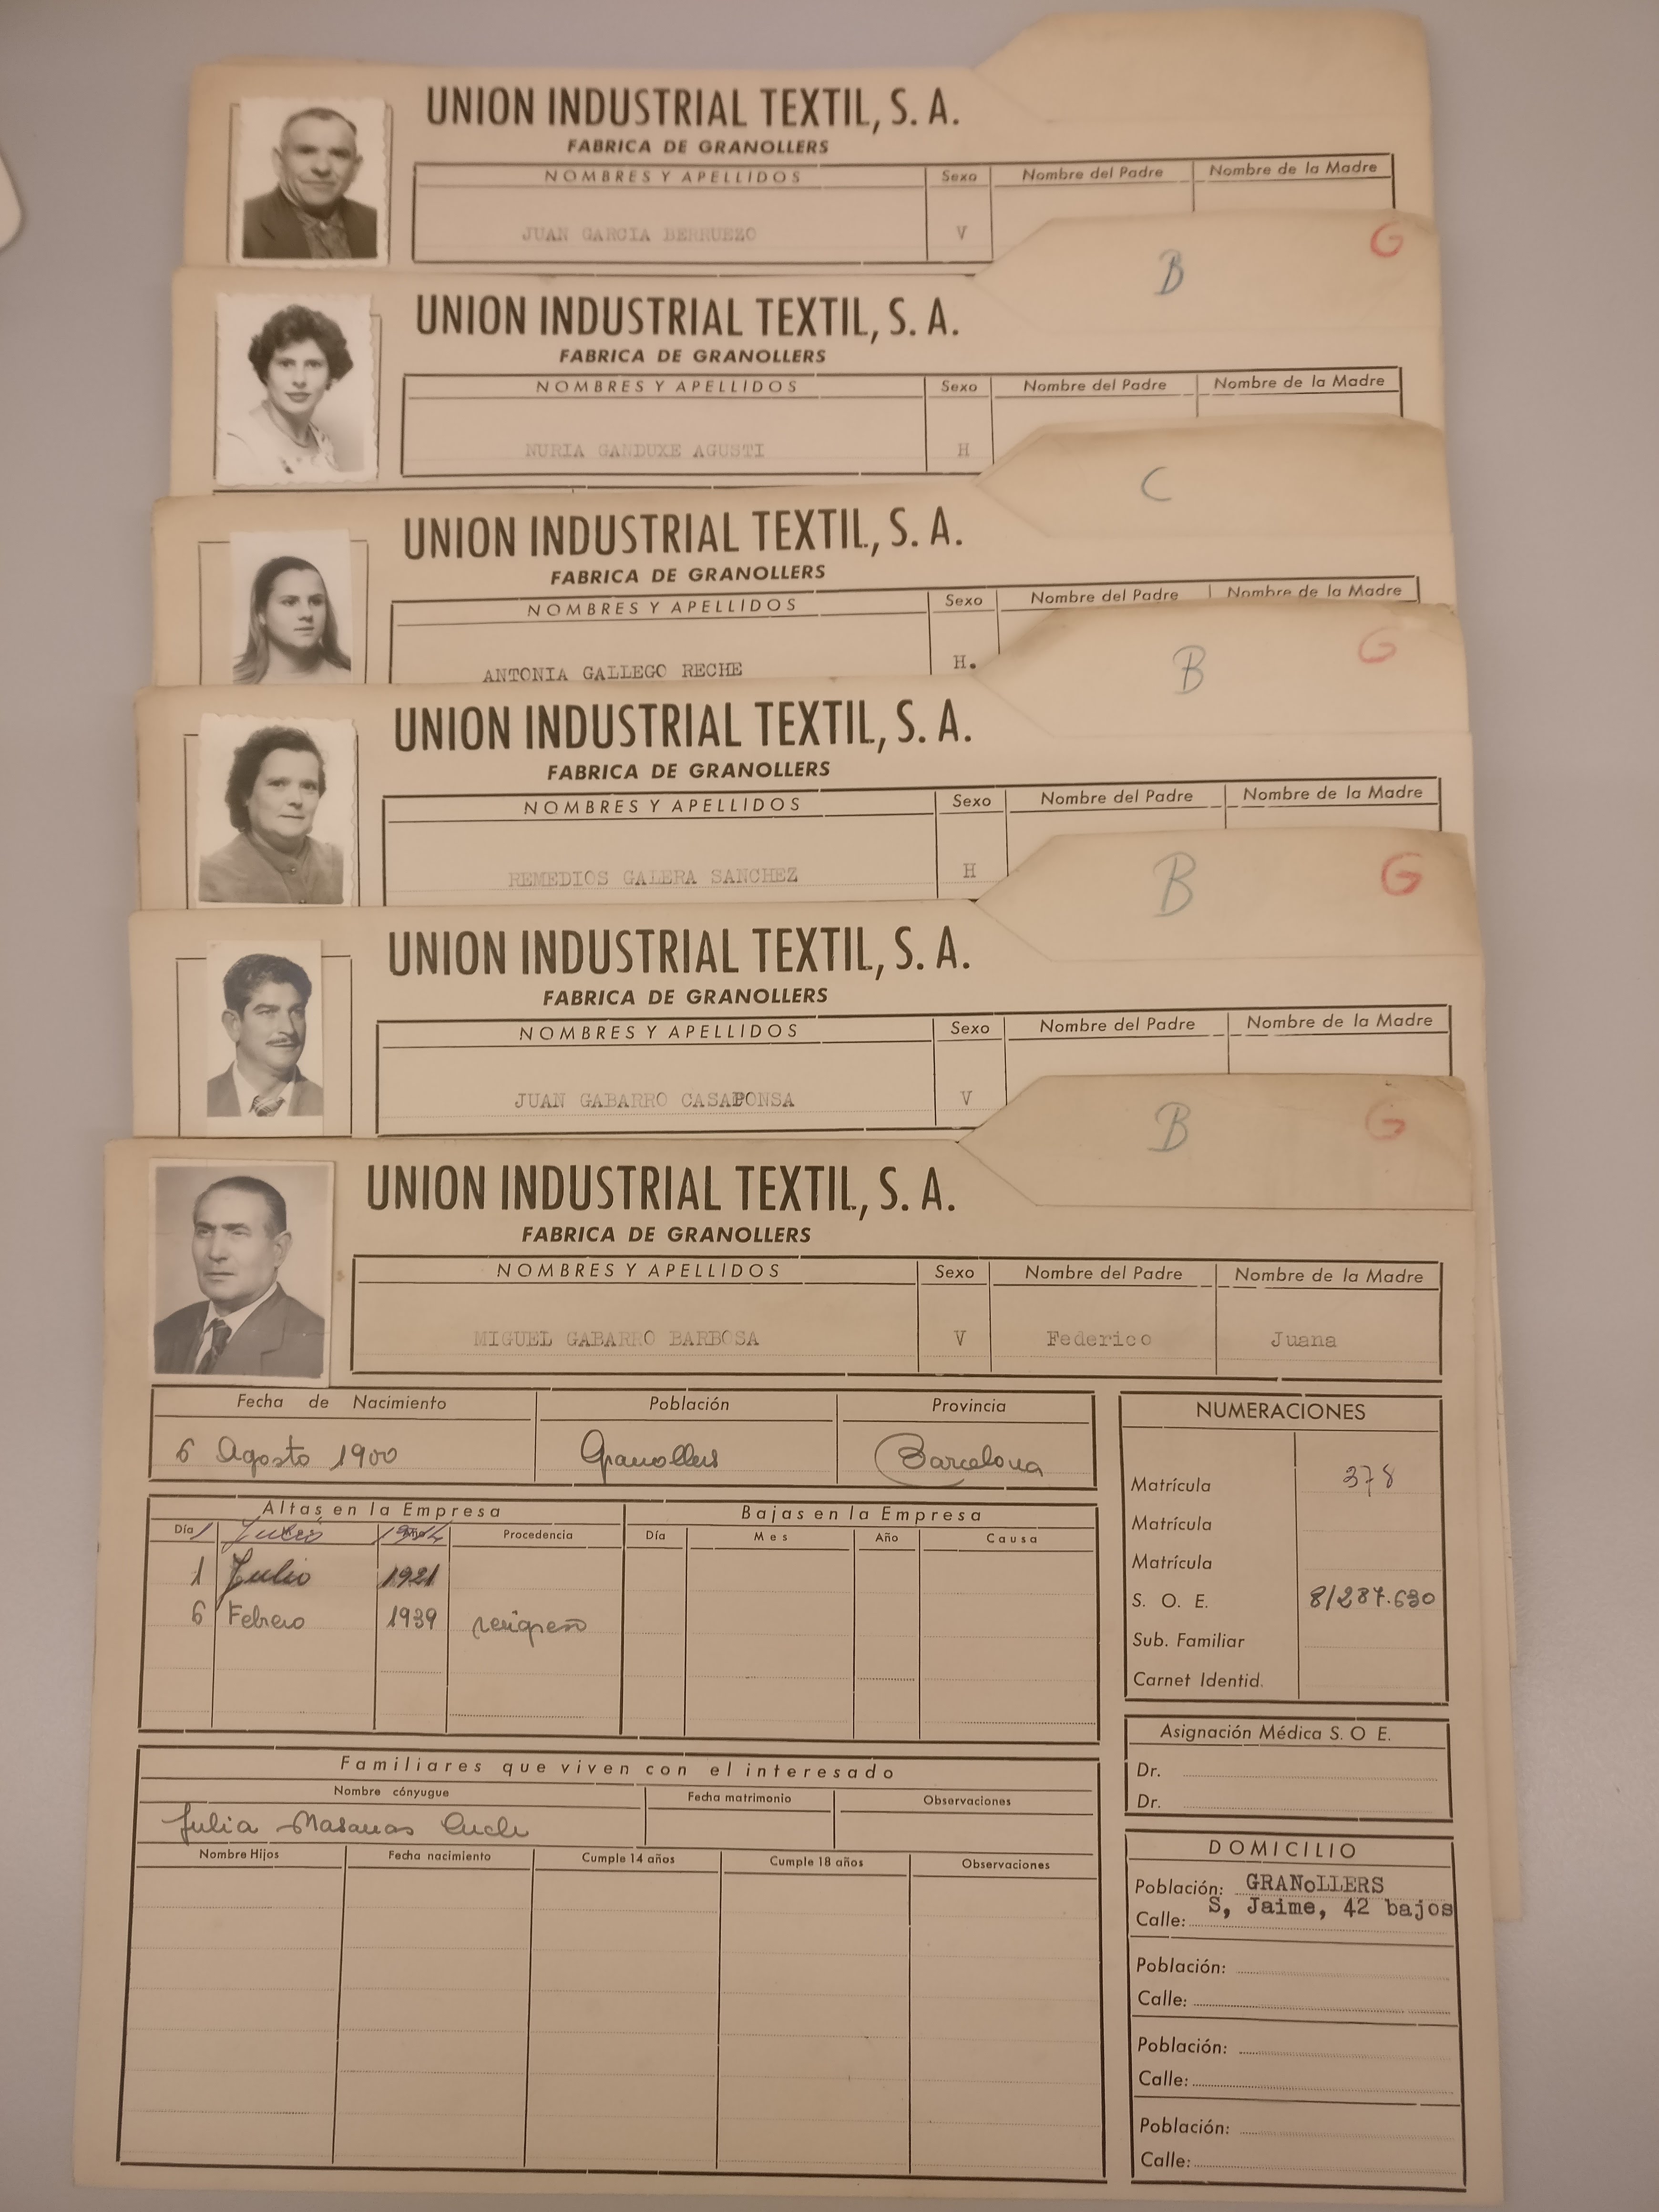 UNION INDUSTRIAL TEXTIL, S. A.
FABRICA DE GRANOLLERS
NOMBRES Y APELLIDOS Sexo Nombre del Padre Nombre de la Madre
JUAN GARCIA BERRUEZO V
B G
UNION INDUSTRIAL TEXTIL, S. A.
FABRICA DE GRANOLLERS
NOMBRES Y APELLIDOS Sexo Nombre del Padre Nombre de la Madre
NURIA GANDUXE AGUSTI H
C
UNION INDUSTRIAL TEXTIL, S. A.
FABRICA DE GRANOLLERS
NOMBRES Y APELLIDOS Sexo Nombre del Padre Nombre de la Madre
ANTONIA GALLEGO RECHE H.
B G
UNION INDUSTRIAL TEXTIL, S. A.
FABRICA DE GRANOLLERS
NOMBRES Y APELLIDOS Sexo Nombre del Padre Nombre de la Madre
REMEDIOS GALERA SANCHEZ H
B G
UNION INDUSTRIAL TEXTIL, S. A.
FABRICA DE GRANOLLERS
NOMBRES Y APELLIDOS Sexo Nombre del Padre Nombre de la Madre
JUAN GABARRO CASAPONSA V
B G
UNION INDUSTRIAL TEXTIL, S. A.
FABRICA DE GRANOLLERS
NOMBRES Y APELLIDOS Sexo Nombre del Padre Nombre de la Madre
MIGUEL GABARRO BARBOSA V Federico Juana
Fecha de Nacimiento Población Provincia
6 Agosto 1900 Granollers Barcelona
NUMERACIONES
Matrícula 378
Matrícula
Matrícula
S. O. E. 8/287.630
Sub. Familiar
Carnet Identid.
Altas en la Empresa Bajas en la Empresa
Día Julio Año Procedencia Día Mes Año Causa
1 Julio 1921
6 Febrero 1939
Asignación Médica S. O E.
Dr.
Dr.
Familiares que viven con el interesado
Nombre cónyugue Fecha matrimonio Observaciones
Julia Masanas
Nombre Hijos Fecha nacimiento Cumple 14 años Cumple 18 años Observaciones
DOMICILIO
Población: GRANoLLERS
Calle: S, Jaime, 42 bajos
Población:
Calle:
Población:
Calle:
Población:
Calle: